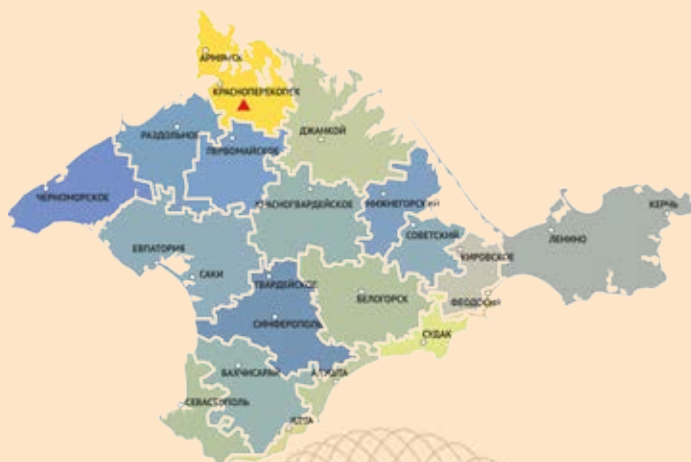 АРМЯНСК
КРАСНОПЕРЕКОПСК
ДЖАНКОЙ
РАЗДОЛЬНОЕ
ПЕРВОМАЙСКОЕ
ЧЕРНОМОРСКОЕ
КРАСНОГВАРДЕЙСКОЕ
НИЖНЕГОРСКИЙ
КЕРЧЬ
СОВЕТСКИЙ
ЛЕНИНО
ЕВПАТОРИЯ
КИРОВСКОЕ
САКИ
ГВАРДЕЙСКОЕ
БЕЛОГОРСК
ФЕОДОСИЯ
СИМФЕРОПОЛЬ
СУДАК
БАХЧИСАРАЙ
АЛУШТА
СЕВАСТОПОЛЬ
ЯЛТА